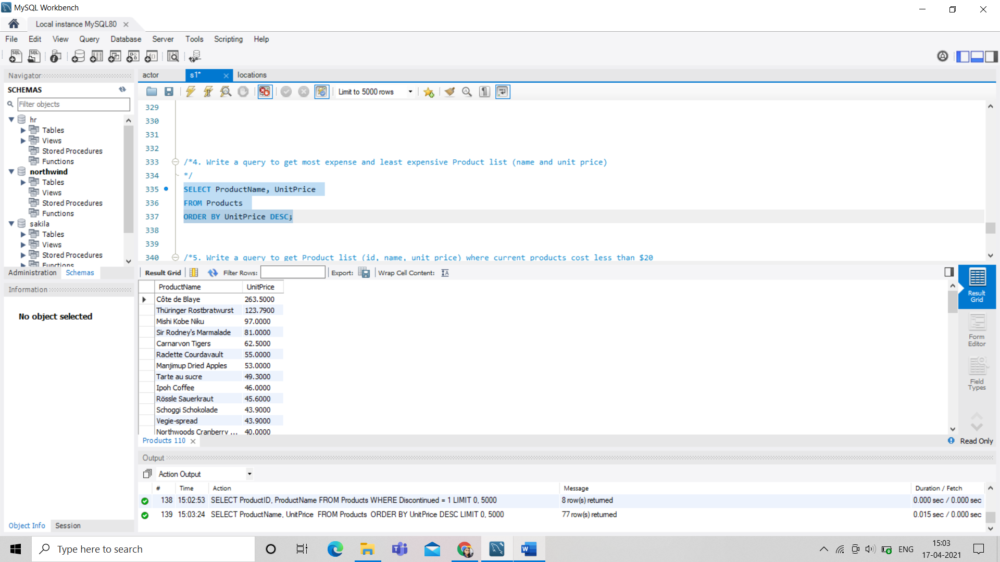 MySQL Workbench
Local instance MySQL80
File Edit View Query Database Server Tools Scripting Help
Navigator
SCHEMAS
Filter objects
hr
Tables
Views
Stored Procedures
Functions
northwind
Tables
Views
Stored Procedures
Functions
sakila
Tables
Views
Stored Procedures
Functions
Administration Schemas
Information
No object selected
Object Info Session
actor s1* locations
Limit to 5000 rows
329
330
331
332
333 /*4. Write a query to get most expense and least expensive Product list (name and unit price)
334 */
335 SELECT ProductName, UnitPrice
336 FROM Products
337 ORDER BY UnitPrice DESC;
338
339
340 /*5. Write a query to get Product list (id, name, unit price) where current products cost less than $20
Result Grid Filter Rows: Export: Wrap Cell Content:
ProductName UnitPrice
Côte de Blaye 263.5000
Thüringer Rostbratwurst 123.7900
Mishi Kobe Niku 97.0000
Sir Rodney's Marmalade 81.0000
Carnarvon Tigers 62.5000
Raclette Courdavault 55.0000
Manjimup Dried Apples 53.0000
Tarte au sucre 49.3000
Ipoh Coffee 46.0000
Rössle Sauerkraut 45.6000
Schoggi Schokolade 43.9000
Vegie-spread 43.9000
Northwoods Cranberry ... 40.0000
Result Grid
Form Editor
Field Types
Products 110
Read Only
Output
Action Output
# Time Action Message Duration / Fetch
138 15:02:53 SELECT ProductID, ProductName FROM Products WHERE Discontinued = 1 LIMIT 0, 5000 8 row(s) returned 0.000 sec / 0.000 sec
139 15:03:24 SELECT ProductName, UnitPrice FROM Products ORDER BY UnitPrice DESC LIMIT 0, 5000 77 row(s) returned 0.015 sec / 0.000 sec
Type here to search
ENG
15:03
17-04-2021